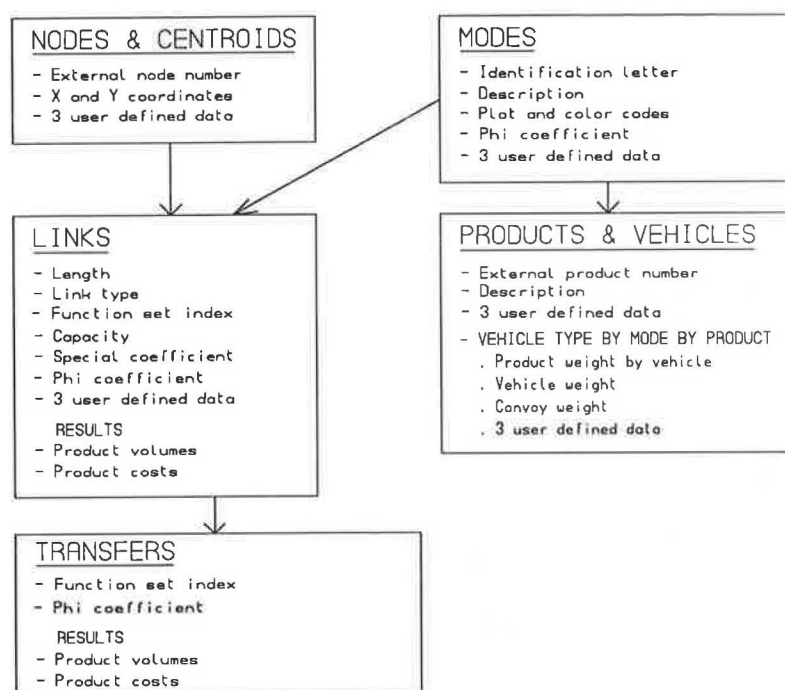 NODES & CENTROIDS
- External node number
- X and Y coordinates
- 3 user defined data
MODES
- Identification letter
- Description
- Plot and color codes
- Phi coefficient
- 3 user defined data
LINKS
- Length
- Link type
- Function set index
- Capacity
- Special coefficient
- Phi coefficient
- 3 user defined data
RESULTS
- Product volumes
- Product costs
PRODUCTS & VEHICLES
- External product number
- Description
- 3 user defined data
- VEHICLE TYPE BY MODE BY PRODUCT
. Product weight by vehicle
. Vehicle weight
. Convoy weight
. 3 user defined data
TRANSFERS
- Function set index
- Phi coefficient
RESULTS
- Product volumes
- Product costs